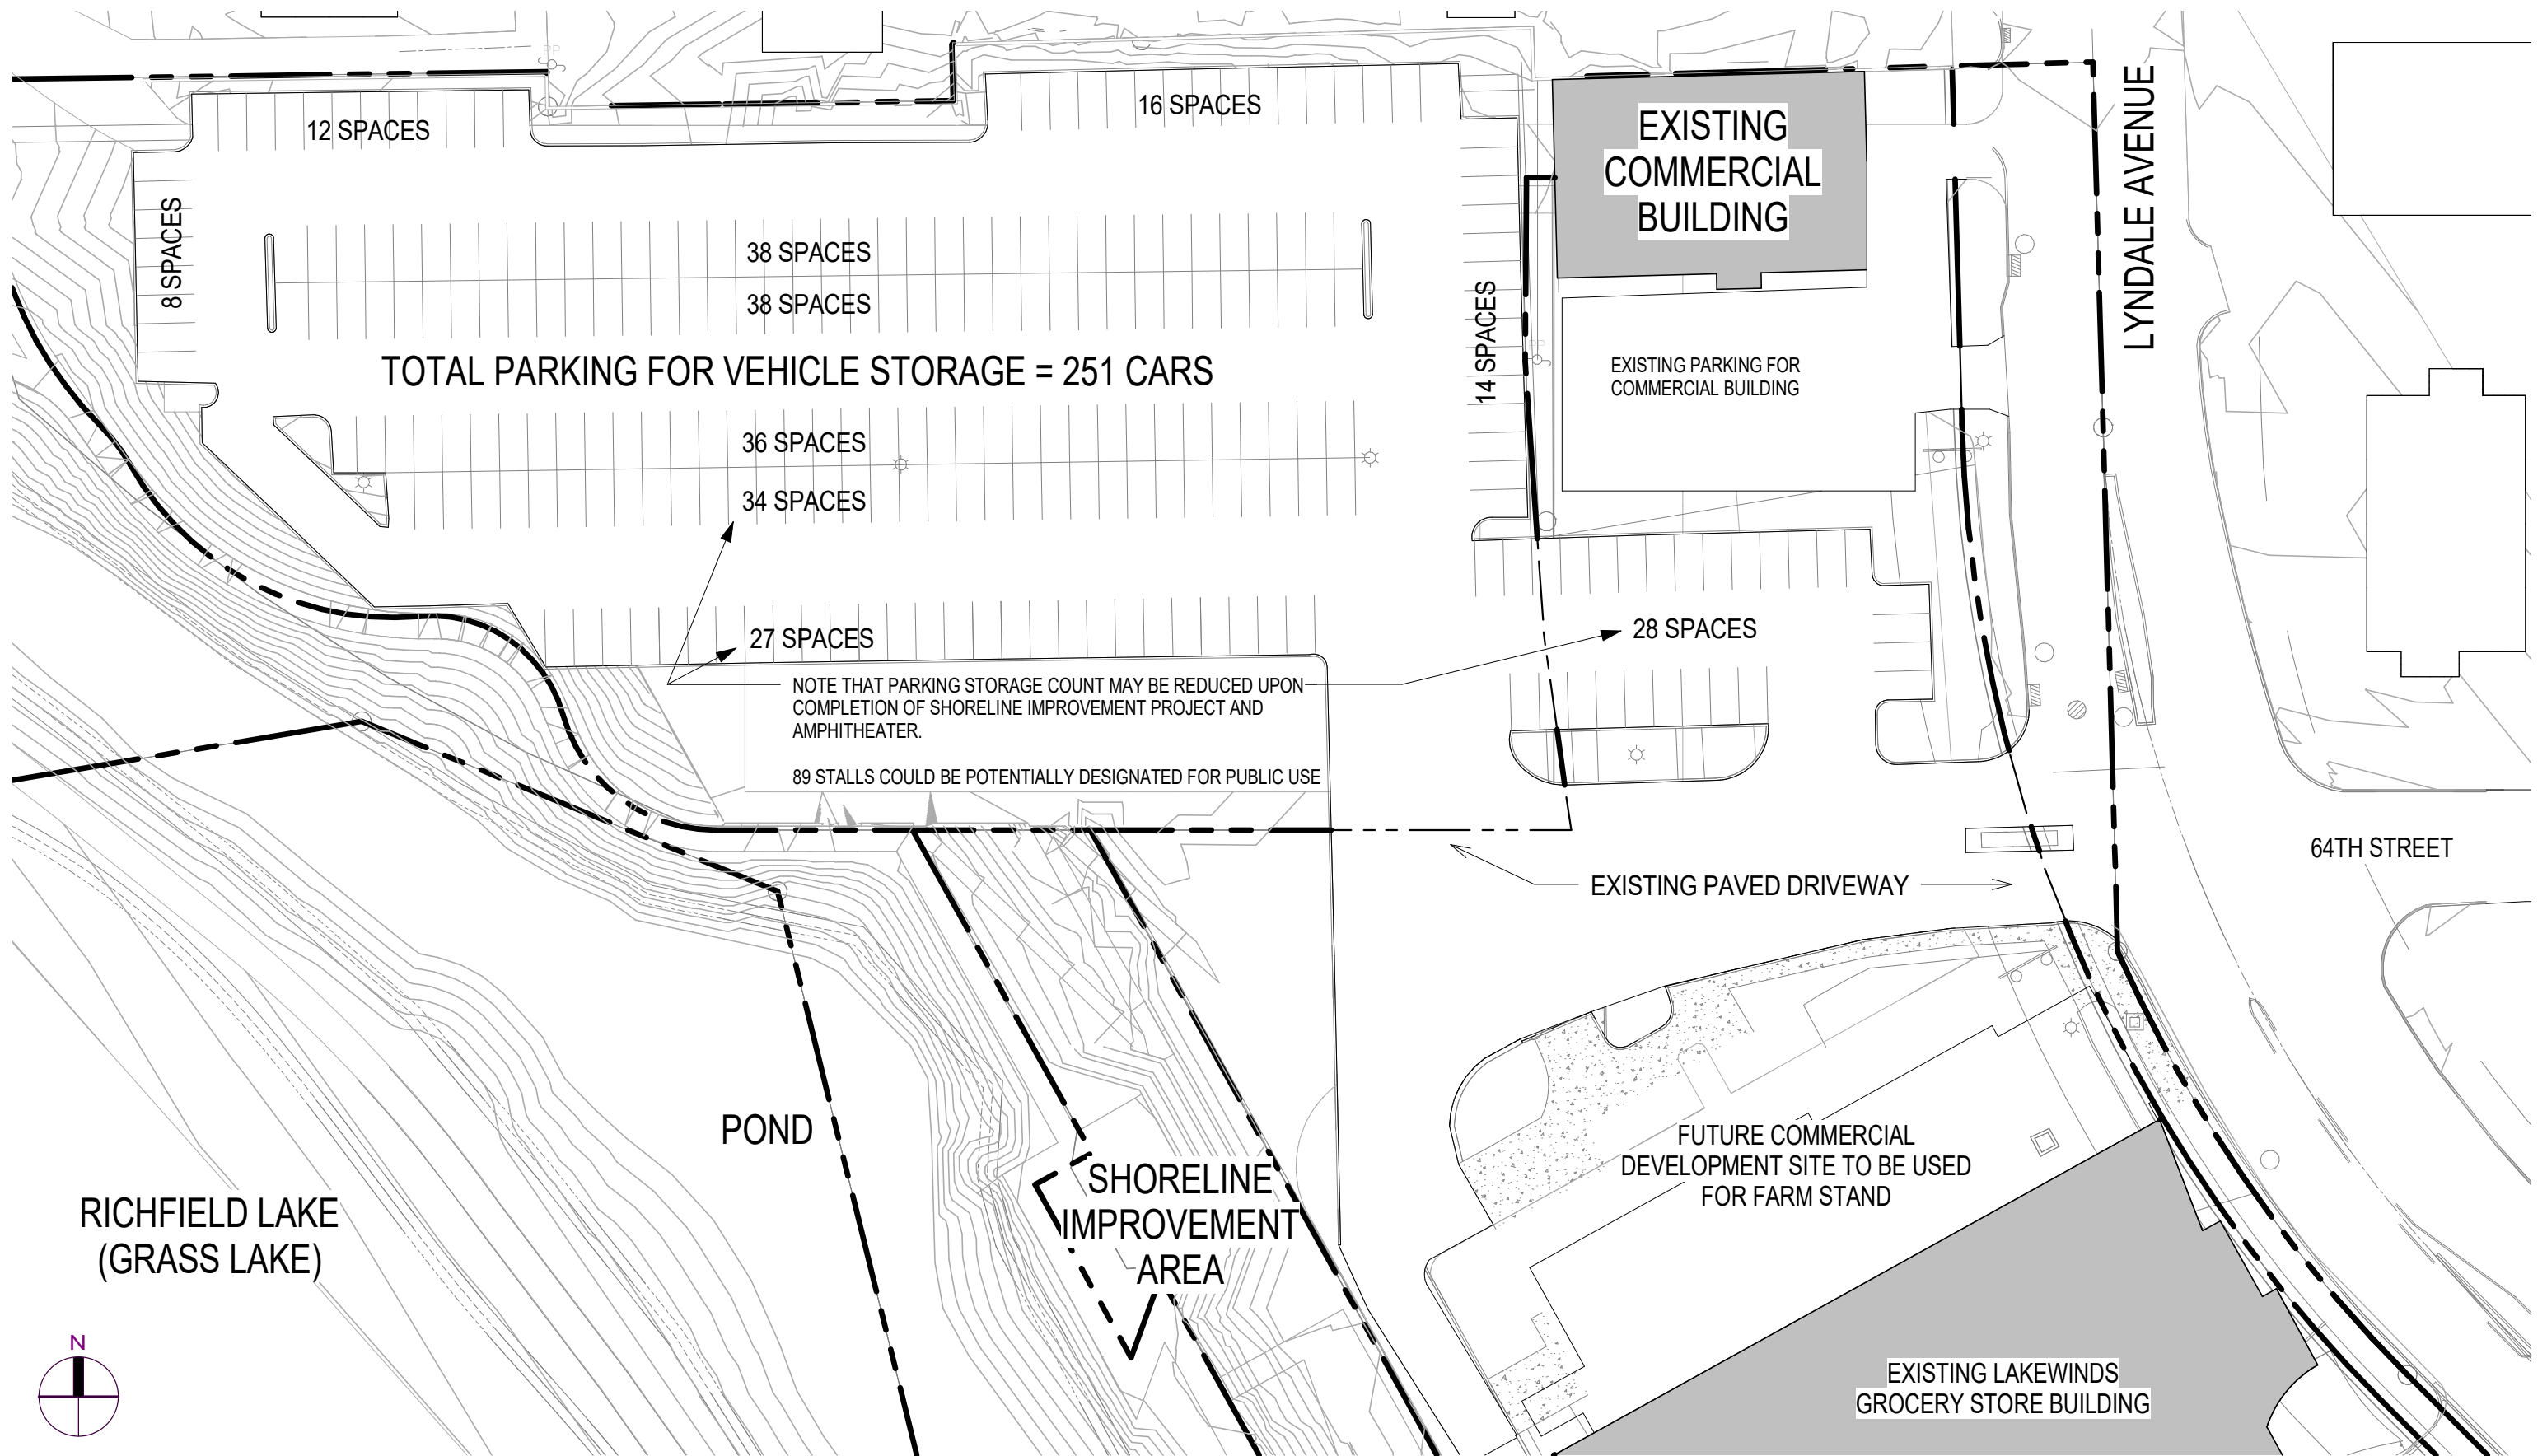 12 SPACES
16 SPACES
EXISTING
COMMERCIAL
BUILDING
LYNDALE AVENUE
8 SPACES
38 SPACES
38 SPACES
14 SPACES
TOTAL PARKING FOR VEHICLE STORAGE = 251 CARS
EXISTING PARKING FOR
COMMERCIAL BUILDING
36 SPACES
34 SPACES
27 SPACES
28 SPACES
NOTE THAT PARKING STORAGE COUNT MAY BE REDUCED UPON
COMPLETION OF SHORELINE IMPROVEMENT PROJECT AND
AMPHITHEATER.
89 STALLS COULD BE POTENTIALLY DESIGNATED FOR PUBLIC USE
64TH STREET
EXISTING PAVED DRIVEWAY
POND
SHORELINE
IMPROVEMENT
AREA
FUTURE COMMERCIAL
DEVELOPMENT SITE TO BE USED
FOR FARM STAND
RICHFIELD LAKE
(GRASS LAKE)
N
EXISTING LAKEWINDS
GROCERY STORE BUILDING